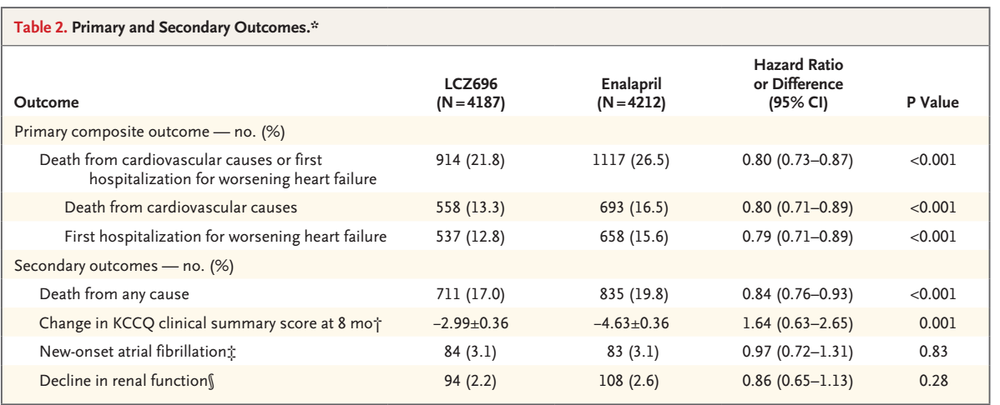 Table 2. Primary and Secondary Outcomes.*
Outcome LCZ696 (N=4187) Enalapril (N=4212) Hazard Ratio or Difference (95% CI) P Value
Primary composite outcome — no. (%)
Death from cardiovascular causes or first hospitalization for worsening heart failure 914 (21.8) 1117 (26.5) 0.80 (0.73–0.87) <0.001
Death from cardiovascular causes 558 (13.3) 693 (16.5) 0.80 (0.71–0.89) <0.001
First hospitalization for worsening heart failure 537 (12.8) 658 (15.6) 0.79 (0.71–0.89) <0.001
Secondary outcomes — no. (%)
Death from any cause 711 (17.0) 835 (19.8) 0.84 (0.76–0.93) <0.001
Change in KCCQ clinical summary score at 8 mo† –2.99±0.36 –4.63±0.36 1.64 (0.63–2.65) 0.001
New-onset atrial fibrillation‡ 84 (3.1) 83 (3.1) 0.97 (0.72–1.31) 0.83
Decline in renal function§ 94 (2.2) 108 (2.6) 0.86 (0.65–1.13) 0.28